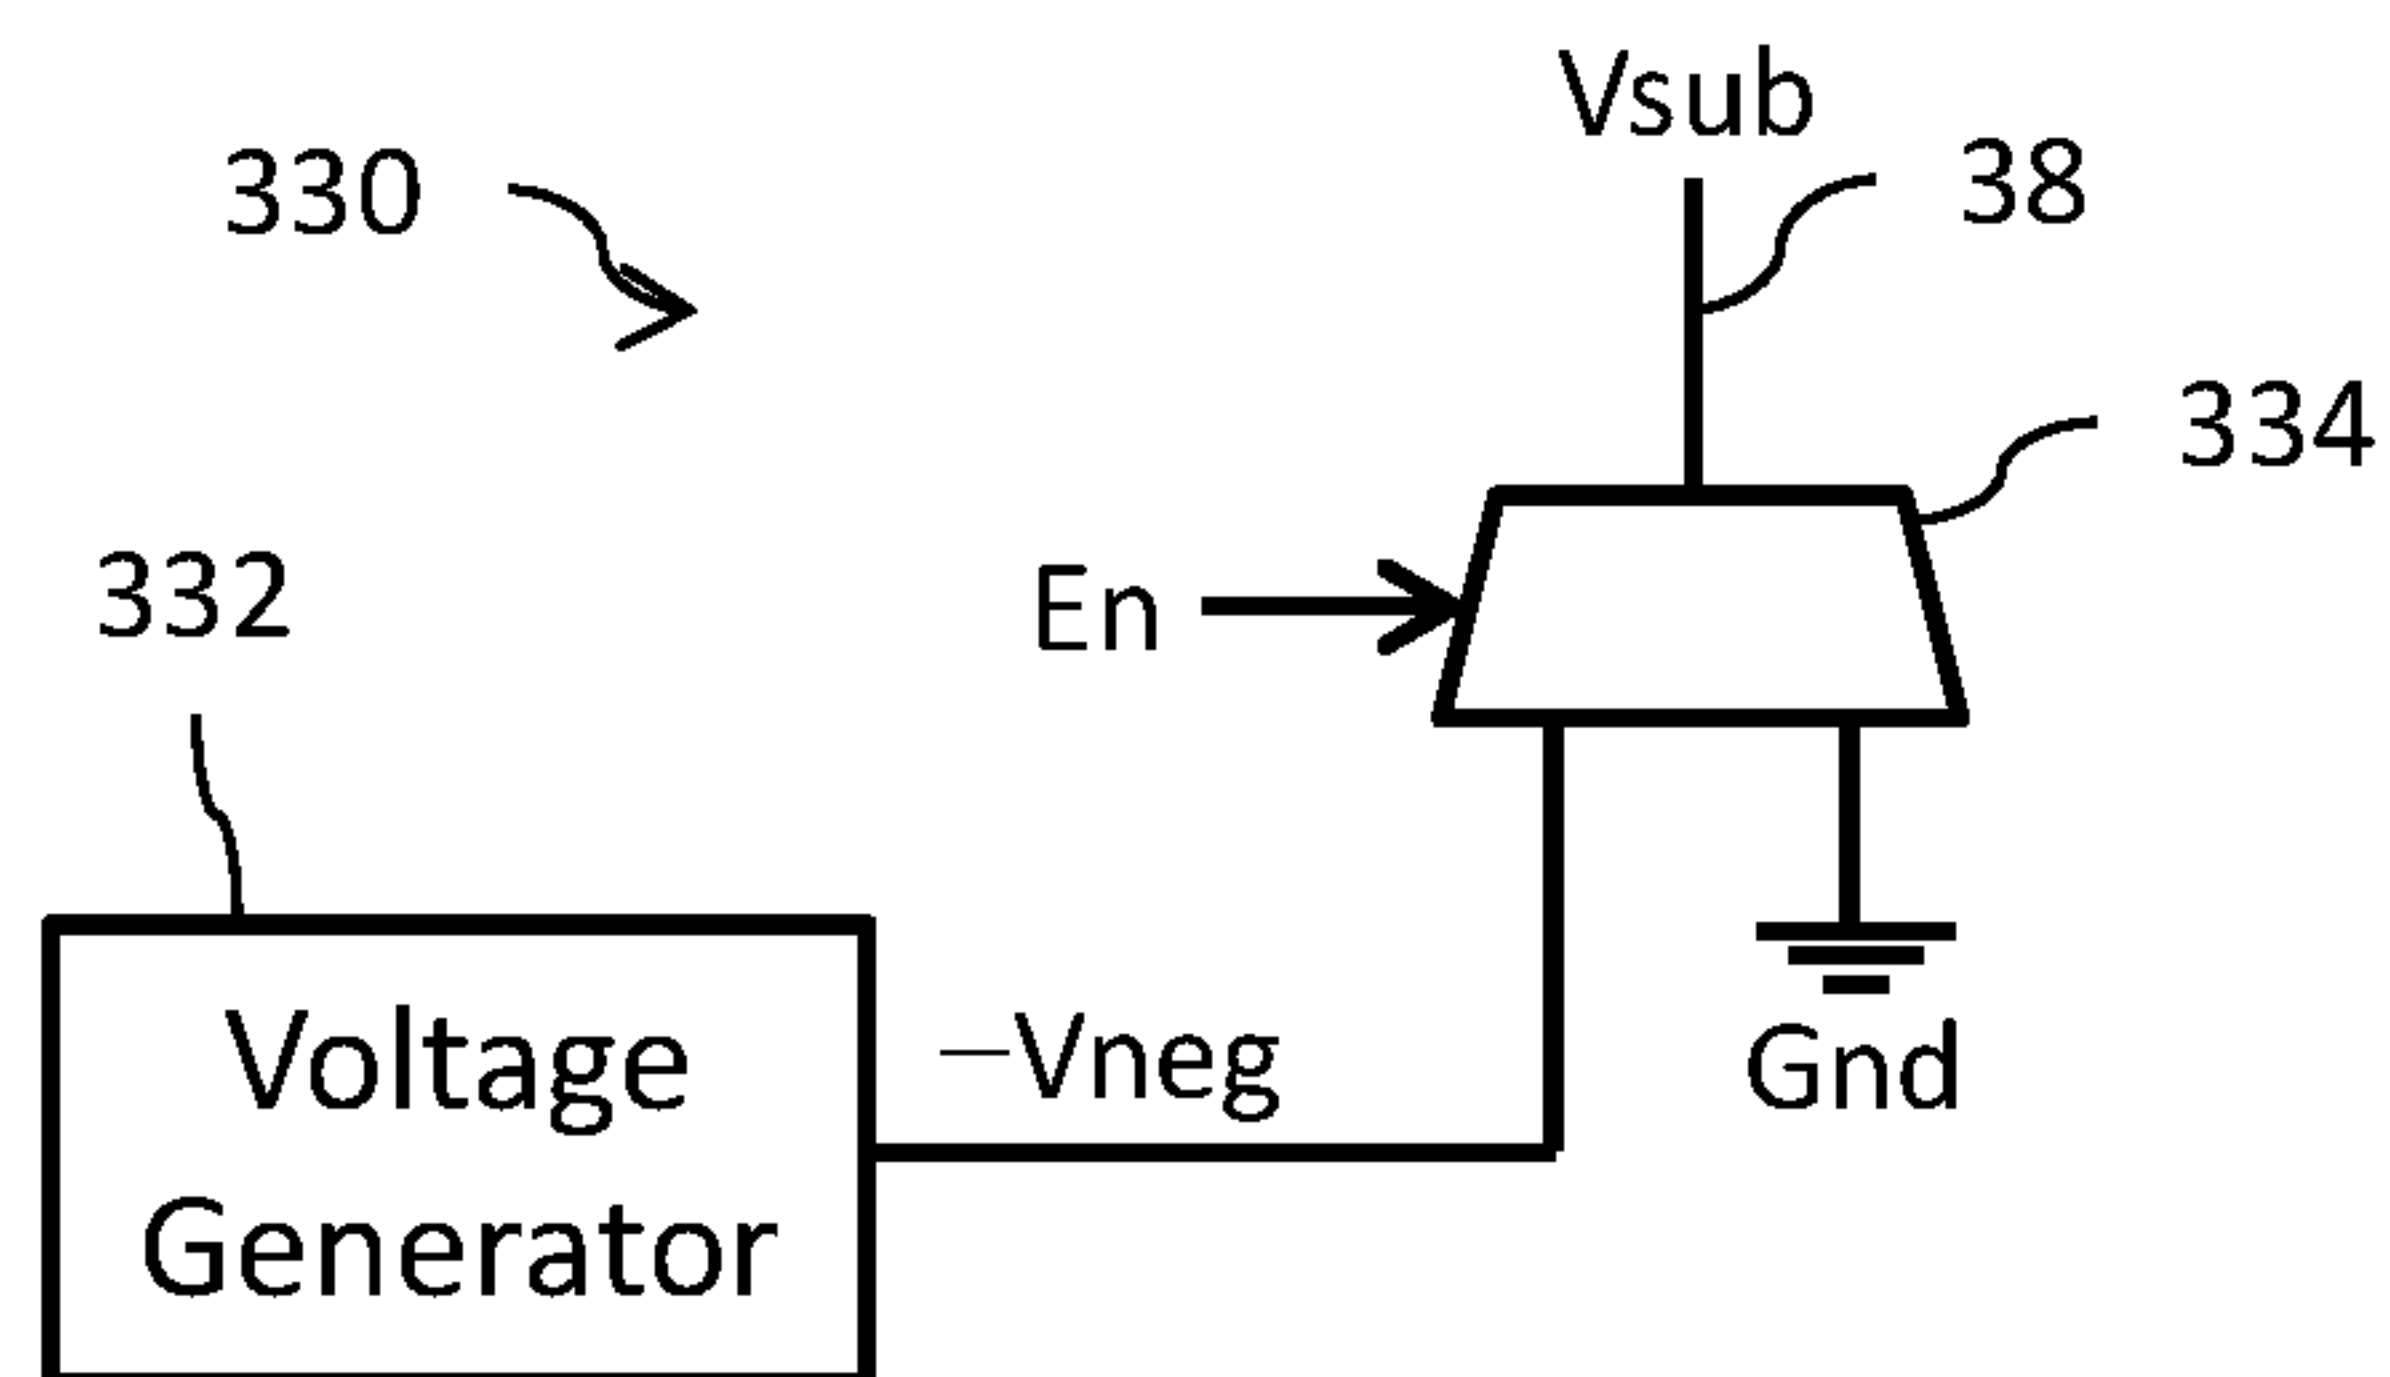 Vsub
330
38
334
332
En
Voltage
Generator
—Vneg
Gnd